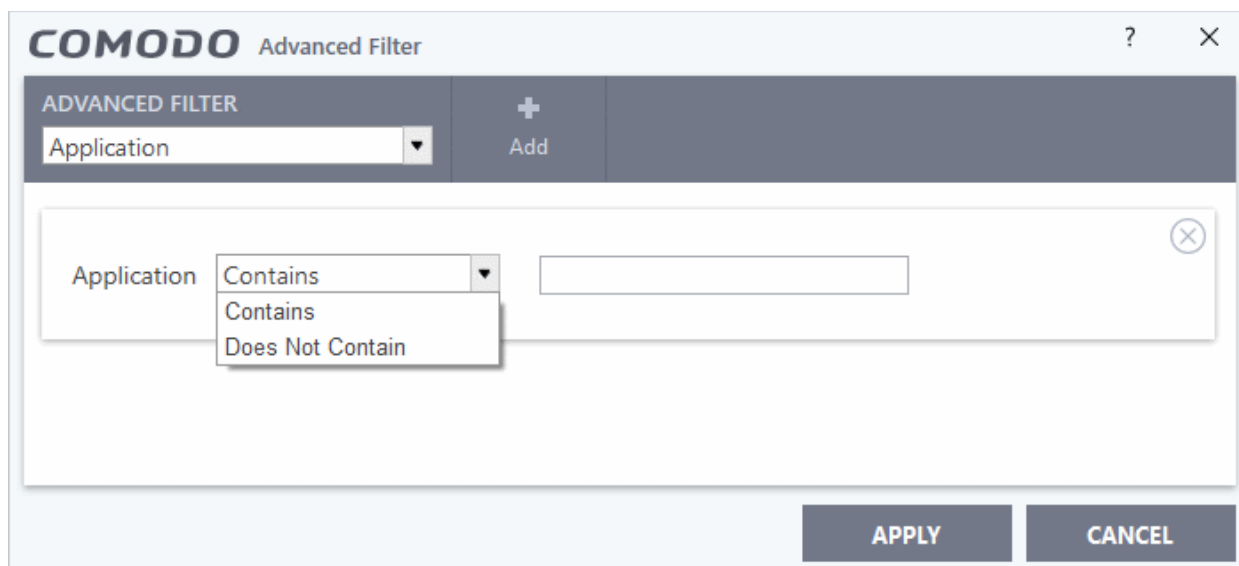 COMODO Advanced Filter ?
ADVANCED FILTER
Application
Add
Application Contains
Contains
Does Not Contain
APPLY CANCEL